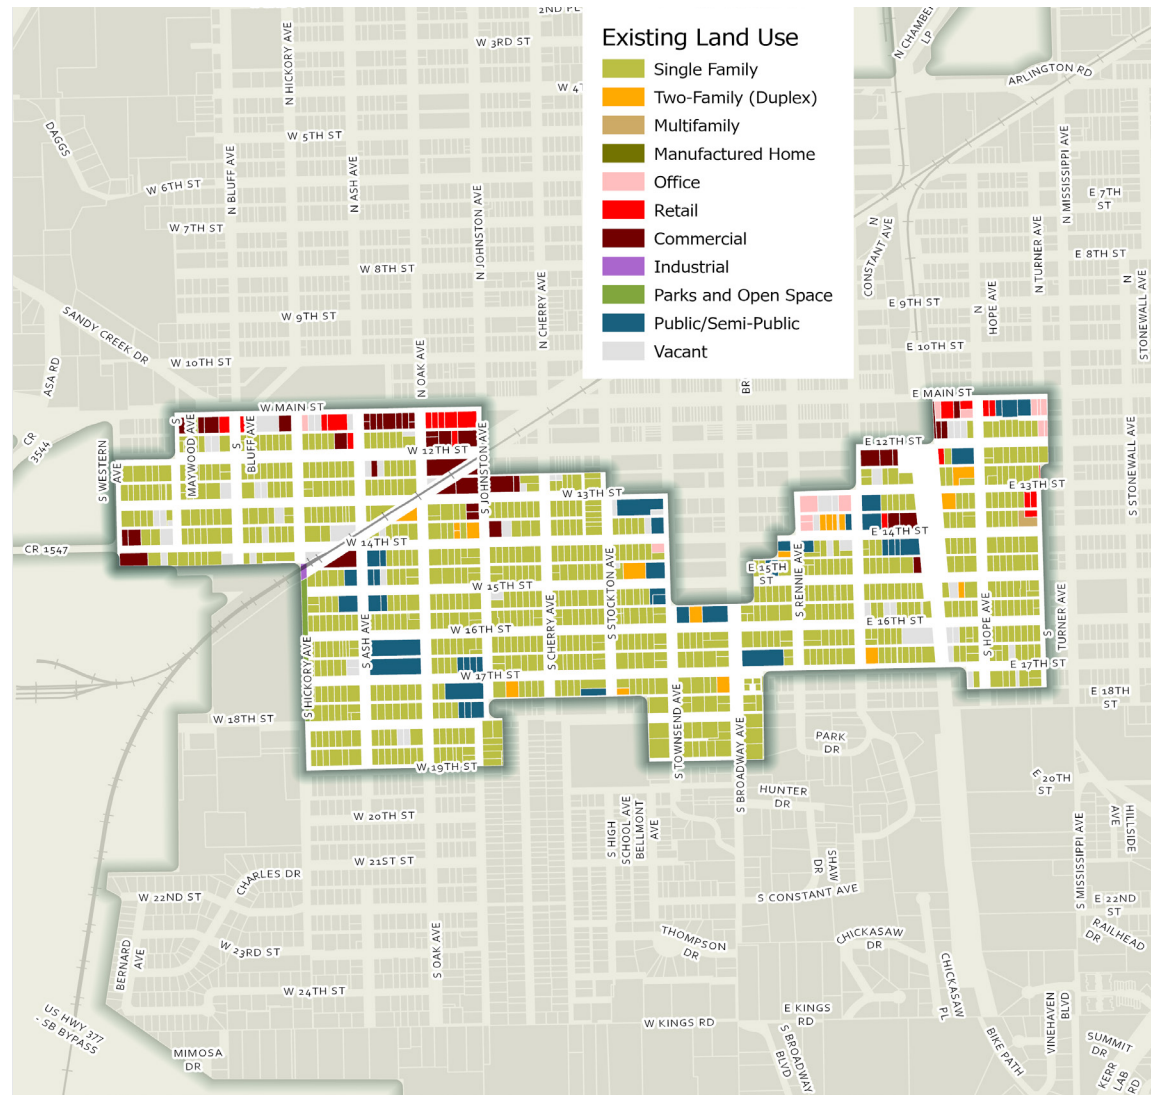 2ND PL
N HICKORY AVE
W 3RD ST
W 4T
Existing Land Use
Single Family
Two-Family (Duplex)
Multifamily
Manufactured Home
Office
Retail
Commercial
Industrial
Parks and Open Space
Public/Semi-Public
Vacant
N CHAMBER
LP
ARLINGTON RD
DAGGS
W 5TH ST
N BLUFF AVE
N ASH AVE
W 6TH ST
W 7TH ST
N JOHNSTON AVE
W 8TH ST
N CHERRY AVE
W 9TH ST
SANDY CREEK DR
W 10TH ST
ASA RD
N OAK AVE
BR
N
CONSTANT AVE
N MISSISSIPPI AVE
E 7TH
ST
N TURNER AVE
E 8TH ST
N
STONEWALL AVE
E 9TH ST
N
HOPE AVE
E 10TH ST
E MAIN ST
W MAIN ST
CR
3544
S WESTERN
AVE
S
MAYWOOD AVE
S
BLUFF AVE
W 12TH ST
S JOHNSTON AVE
W 13TH ST
W 14TH ST
CR 1547
W 15TH ST
S STOCKTON AVE
S CHERRY AVE
W 16TH ST
S ASH AVE
S HICKORY AVE
W 17TH ST
W 18TH ST
W 19TH ST
E 12TH ST
E 13TH ST
S STONEWALL AVE
E 14TH ST
E 15TH
ST
S RENNIE AVE
E 16TH ST
S HOPE AVE
S
TURNER AVE
E 17TH ST
E 18TH
ST
S TOWNSEND AVE
S BROADWAY AVE
PARK
DR
HUNTER
DR
E 20TH
ST
HILLSIDE
AVE
S MISSISSIPPI AVE
W 20TH ST
S HIGH
SCHOOL AVE
BELLMONT
AVE
SHAW
DR
W 21ST ST
CHARLES DR
W 22ND ST
S CONSTANT AVE
E 22ND
ST
RAILHEAD
DR
THOMPSON
DR
CHICKASAW
DR
W 23RD ST
S OAK AVE
BERNARD
AVE
CHICKASAW
PL
W 24TH ST
US HWY 377
- SB BYPASS
W KINGS RD
E KINGS
RD
S BROADWAY
BLVD
BIKE PATH
VINEHAVEN
BLVD
SUMMIT
DR
KERR
LAB
RD
MIMOSA
DR